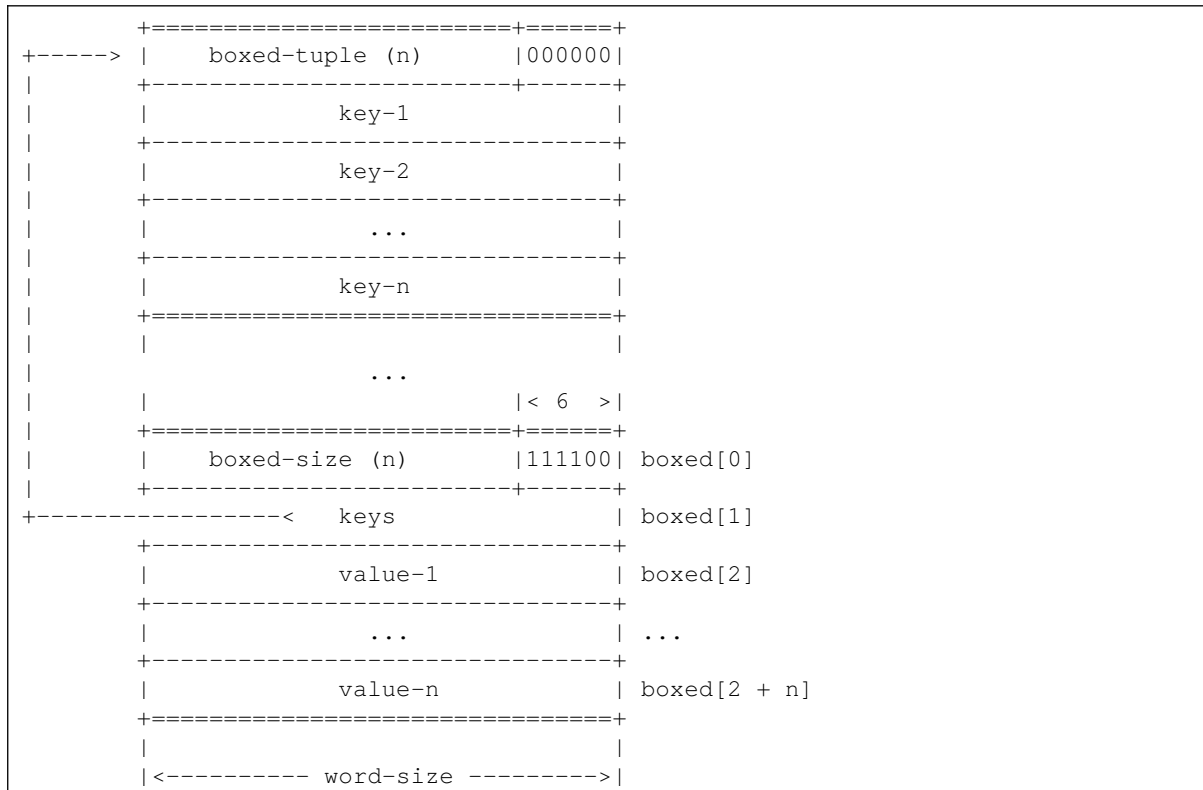 +=========================+======+
+-----> |    boxed-tuple (n)      |000000|
|       +-------------------------+------+
|       |             key-1              |
|       +--------------------------------+
|       |             key-2              |
|       +--------------------------------+
|       |               ...              |
|       +--------------------------------+
|       |             key-n              |
|       +================================+
|       |                                |
|                       ...
|       |                         |< 6  >|
|       +=========================+======+
|       |    boxed-size (n)       |111100| boxed[0]
|       +-------------------------+------+
+-----------------<   keys               | boxed[1]
        +--------------------------------+
        |             value-1            | boxed[2]
        +--------------------------------+
        |               ...              | ...
        +--------------------------------+
        |             value-n            | boxed[2 + n]
        +================================+
        |                                |
        |<---------- word-size --------->|